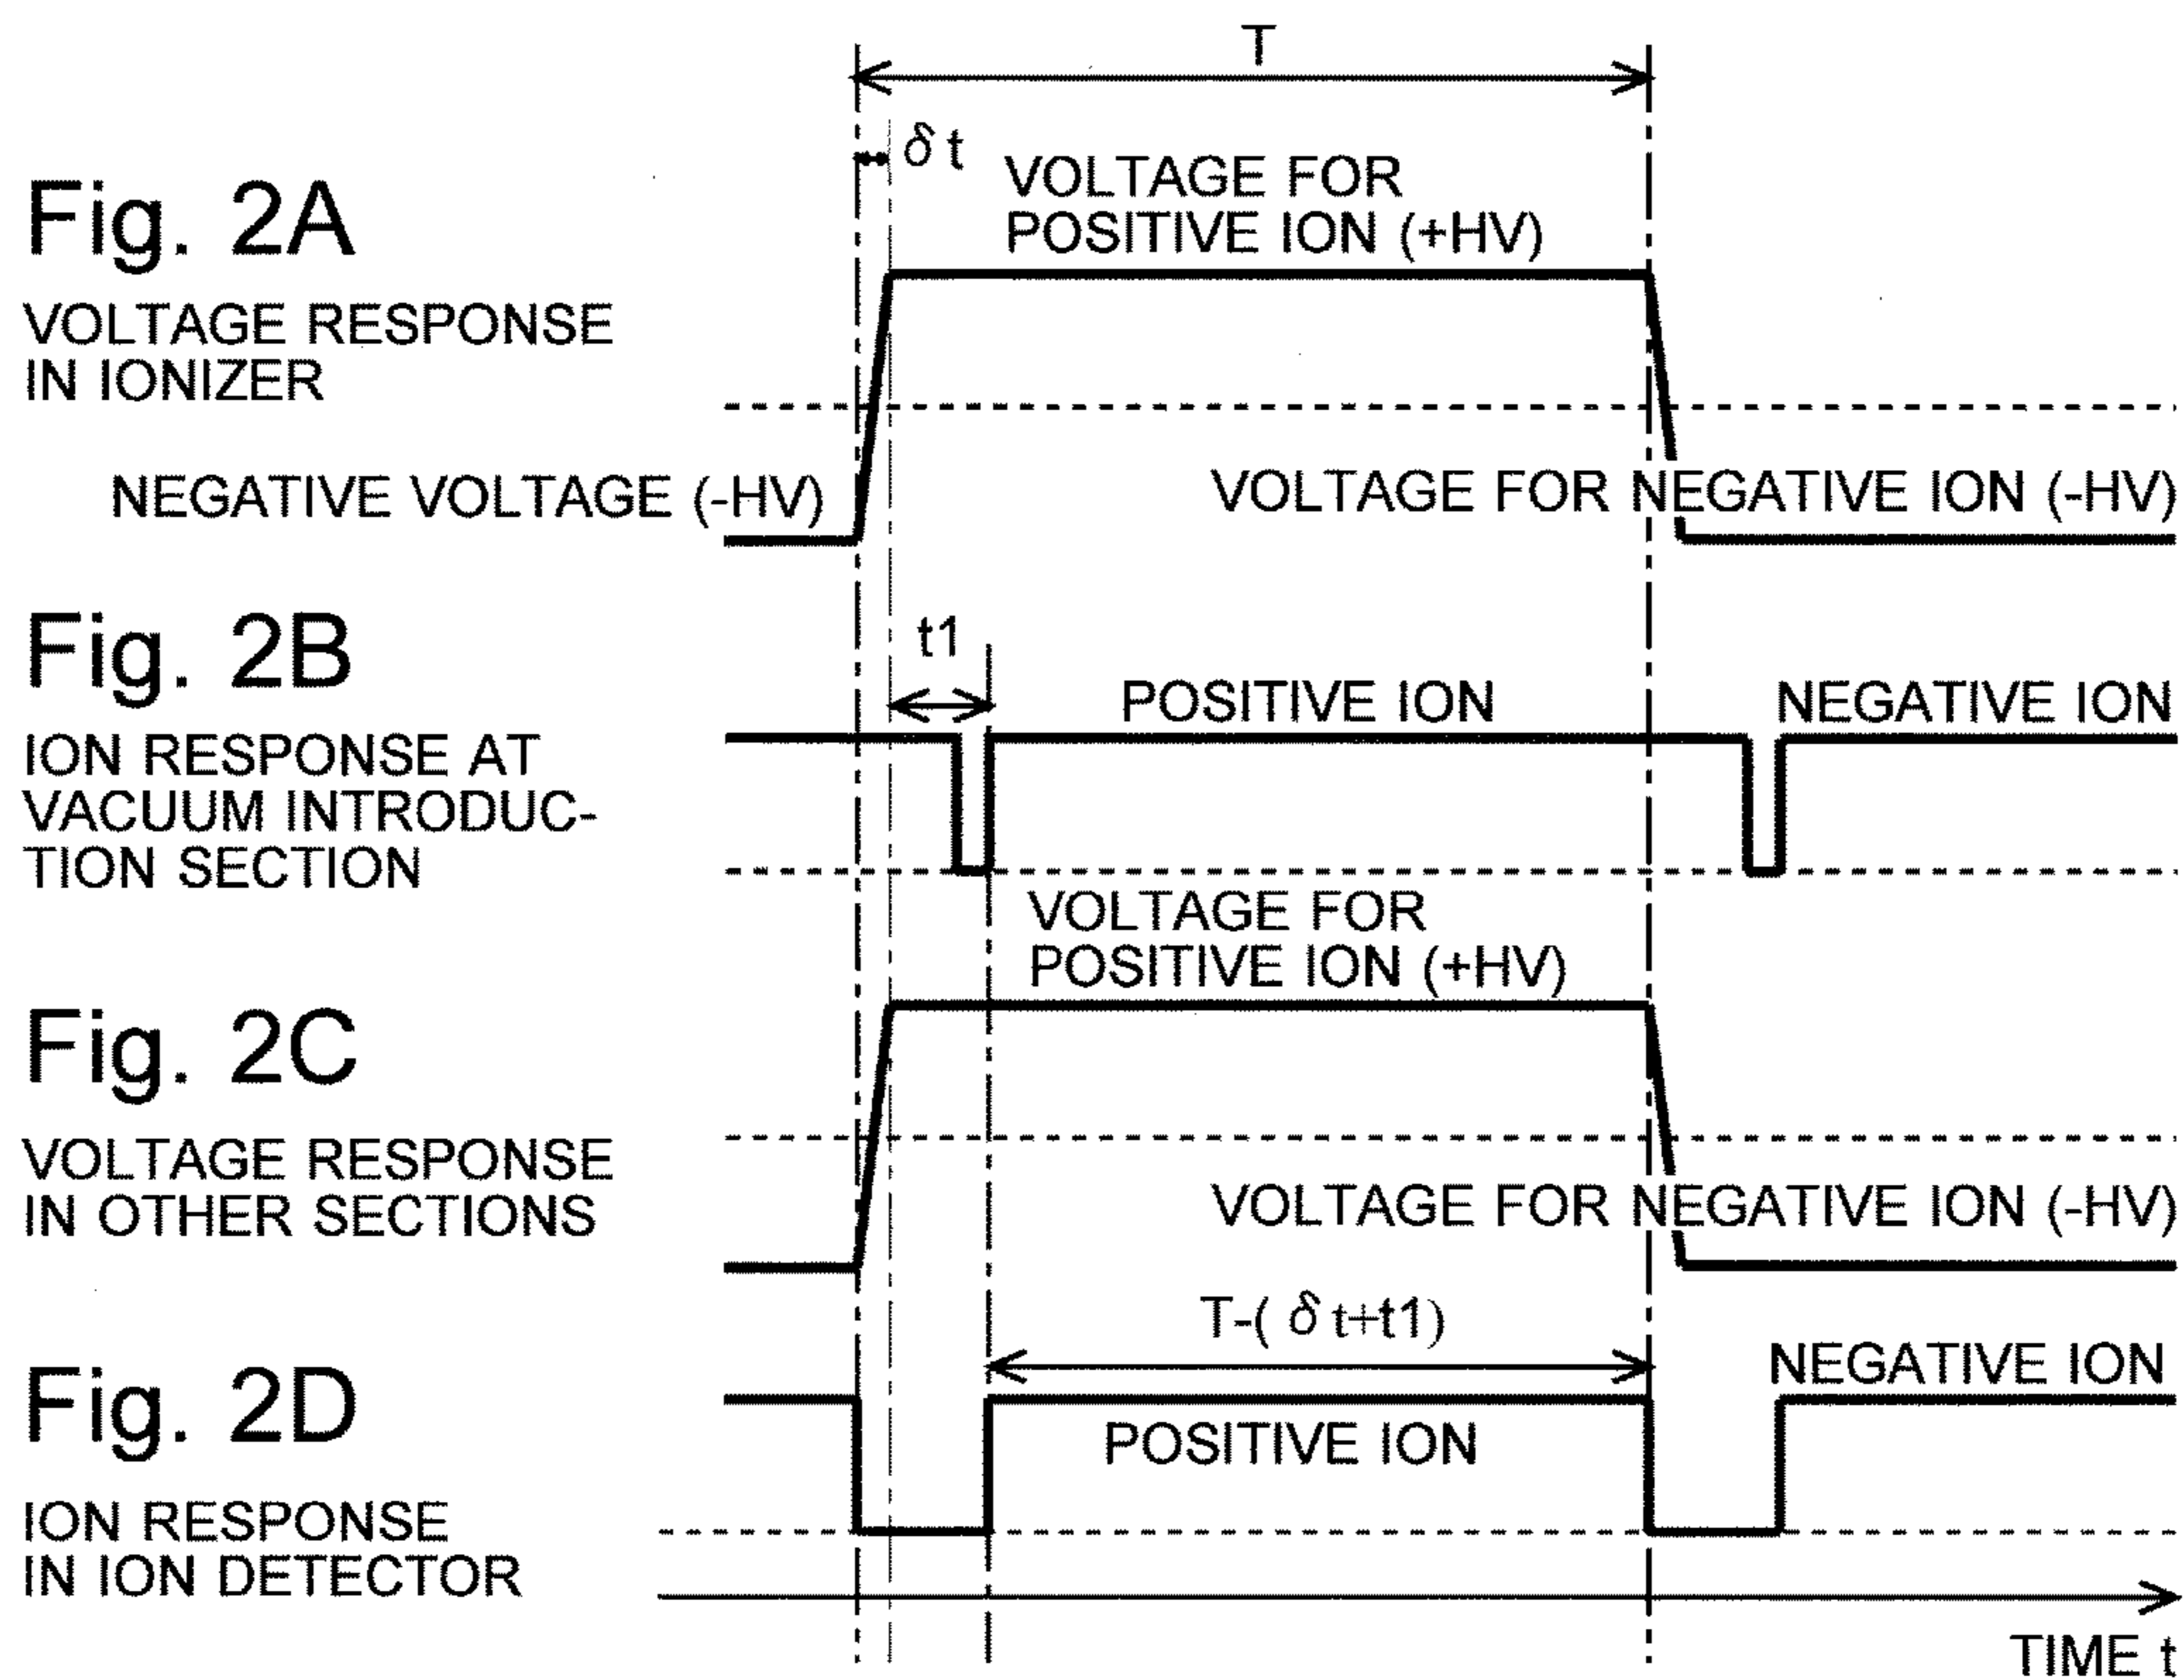 T
δt
Fig. 2A
VOLTAGE FOR
POSITIVE ION (+HV)
VOLTAGE RESPONSE
IN IONIZER
NEGATIVE VOLTAGE (-HV)
VOLTAGE FOR NEGATIVE ION (-HV)
Fig. 2B
t1
POSITIVE ION
NEGATIVE ION
ION RESPONSE AT
VACUUM INTRODUC-
TION SECTION
VOLTAGE FOR
POSITIVE ION (+HV)
Fig. 2C
VOLTAGE RESPONSE
IN OTHER SECTIONS
VOLTAGE FOR NEGATIVE ION (-HV)
T-( δt+t1)
Fig. 2D
NEGATIVE ION
POSITIVE ION
ION RESPONSE
IN ION DETECTOR
TIME t